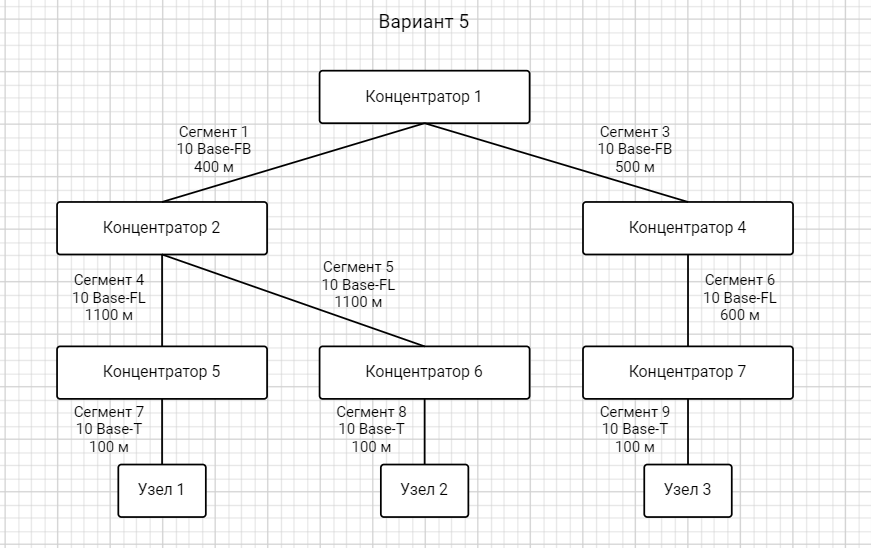 Вариант 5
Концентратор 1
Сегмент 1
10 Base-FB
400 м
Сегмент 3
10 Base-FB
500 м
Концентратор 2
Концентратор 4
Сегмент 4
10 Base-FL
1100 м
Сегмент 5
10 Base-FL
1100 м
Сегмент 6
10 Base-FL
600 м
Концентратор 5
Концентратор 6
Концентратор 7
Сегмент 7
10 Base-T
100 м
Сегмент 8
10 Base-T
100 м
Сегмент 9
10 Base-T
100 м
Узел 1
Узел 2
Узел 3